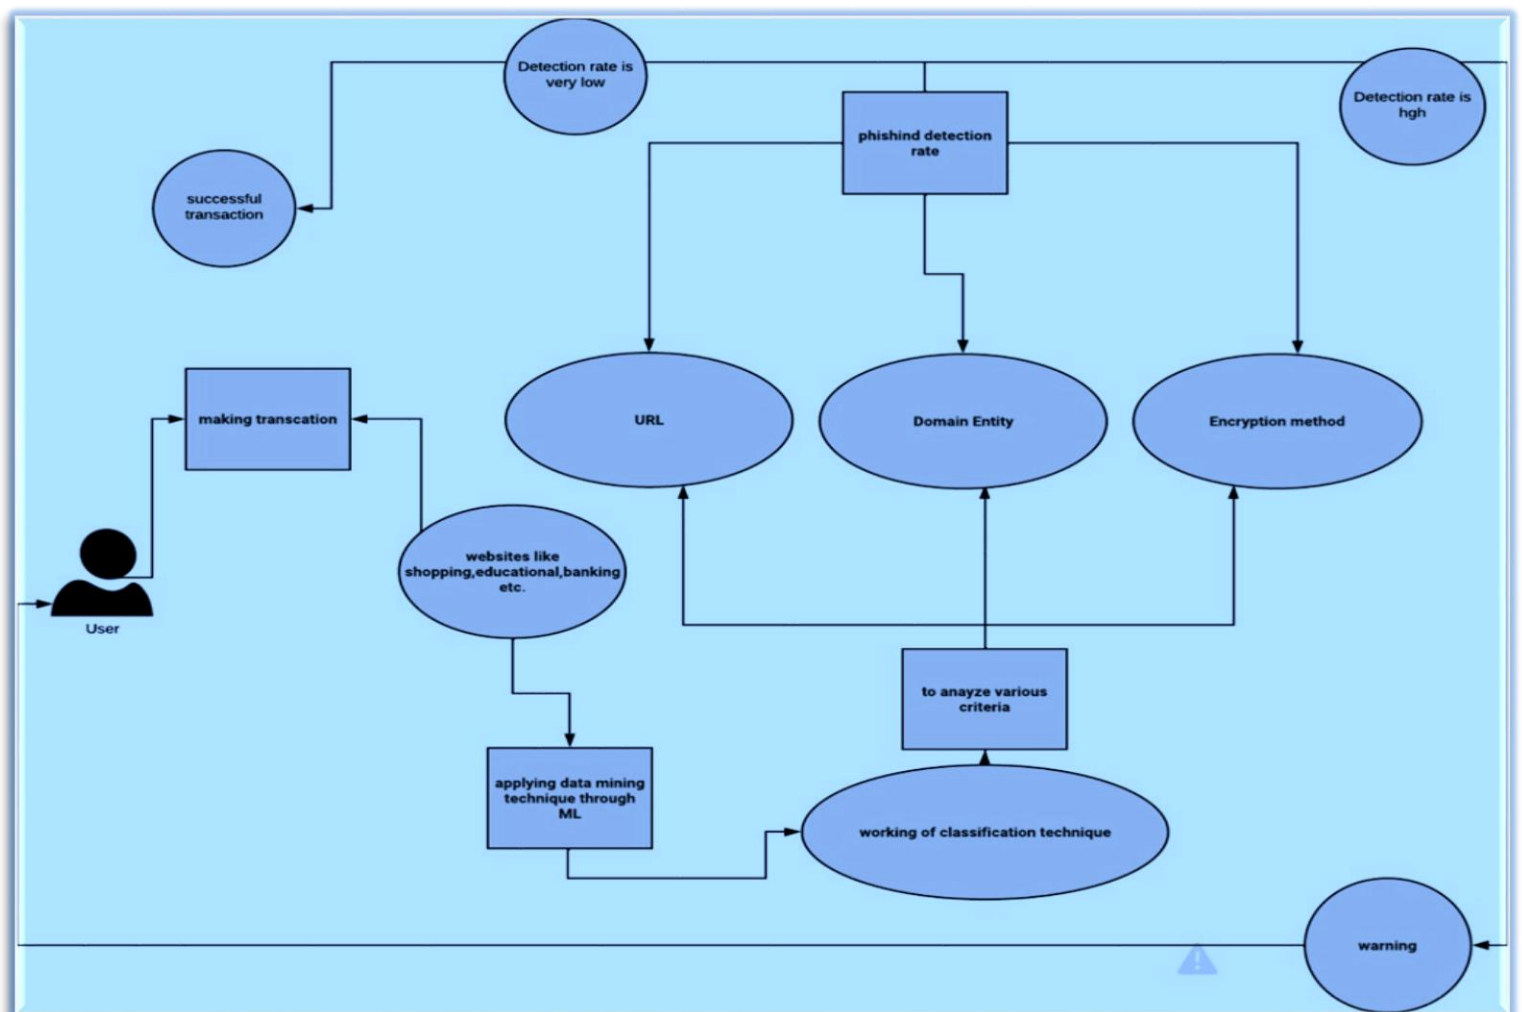 Detection rate is
very low
Detection rate is
hgh
phishind detection
rate
successful
transaction
making transcation
URL
Domain Entity
Encryption method
websites like
shopping,educational,banking
etc.
User
to anayze various
criteria
applying data mining
technique through
ML
working of classification technique
warning